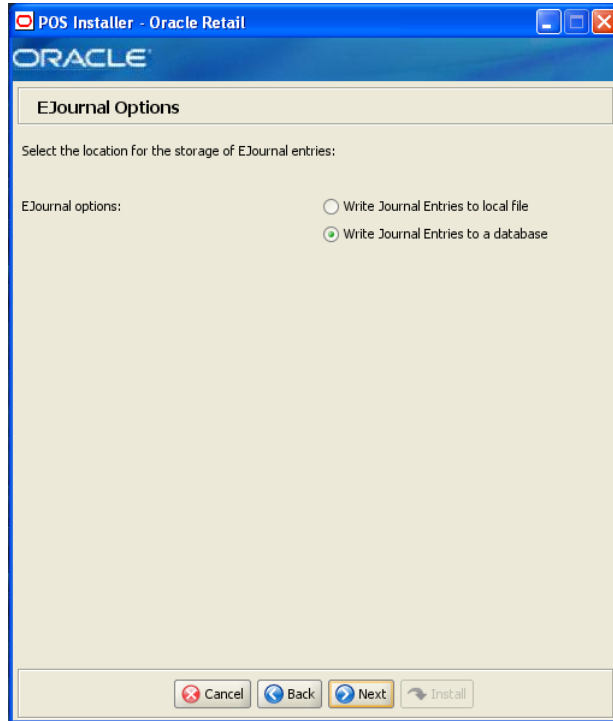 POS Installer - Oracle Retail
ORACLE
EJournal Options
Select the location for the storage of EJournal entries:
EJournal options:
Write Journal Entries to local file
Write Journal Entries to a database
Cancel Back Next Install